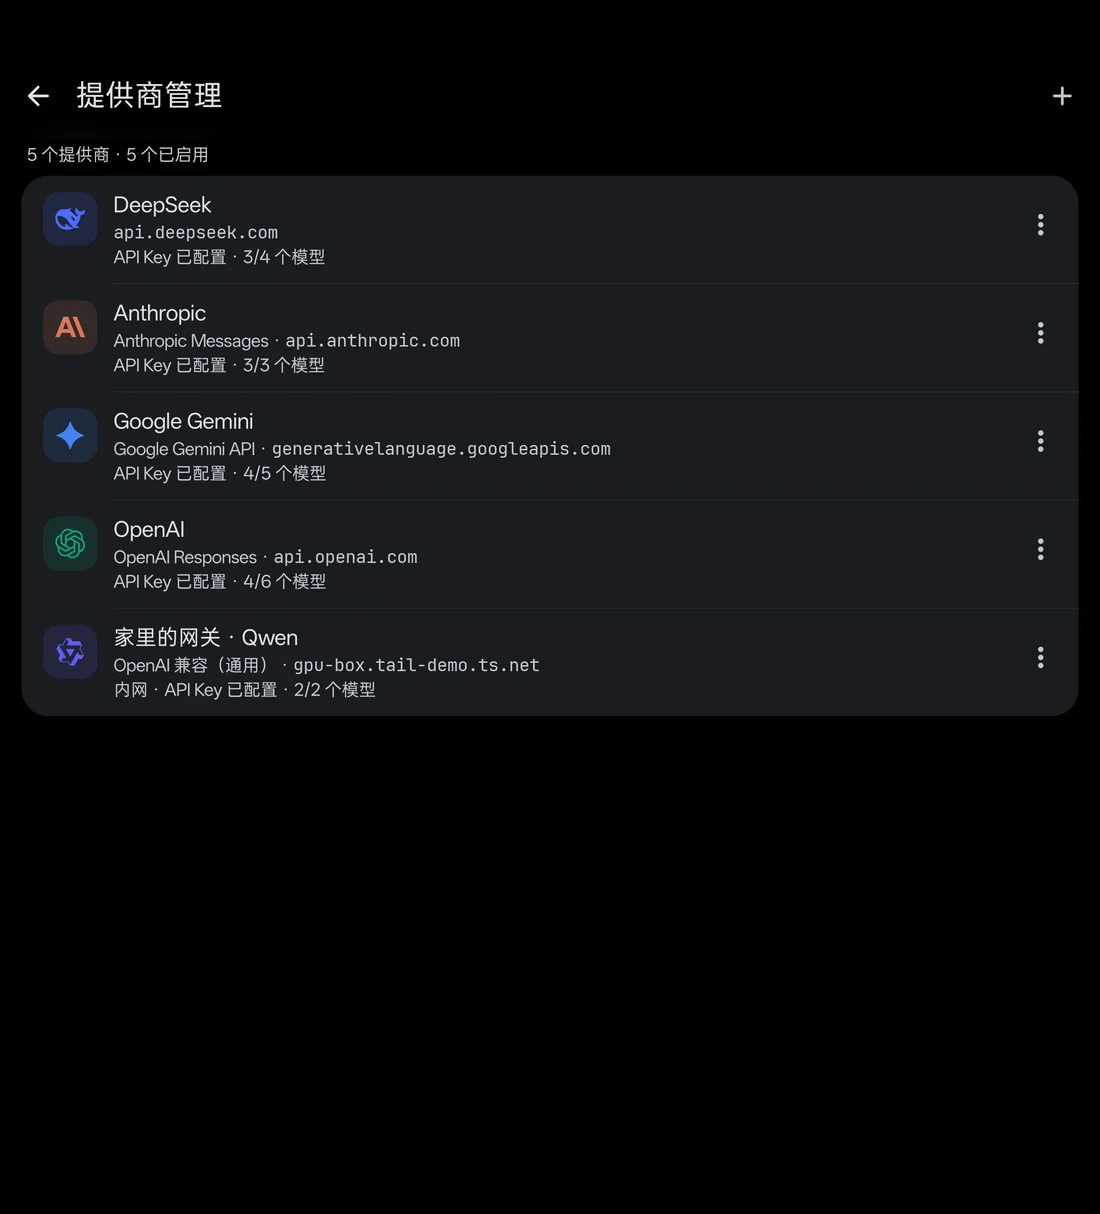 提供商管理
5 个提供商 · 5 个已启用
DeepSeek
api.deepseek.com
API Key 已配置 · 3/4 个模型
Anthropic
Anthropic Messages · api.anthropic.com
API Key 已配置 · 3/3 个模型
Google Gemini
Google Gemini API · generativelanguage.googleapis.com
API Key 已配置 · 4/5 个模型
OpenAI
OpenAI Responses · api.openai.com
API Key 已配置 · 4/6 个模型
家里的网关 · Qwen
OpenAI 兼容（通用） · gpu-box.tail-demo.ts.net
内网 · API Key 已配置 · 2/2 个模型